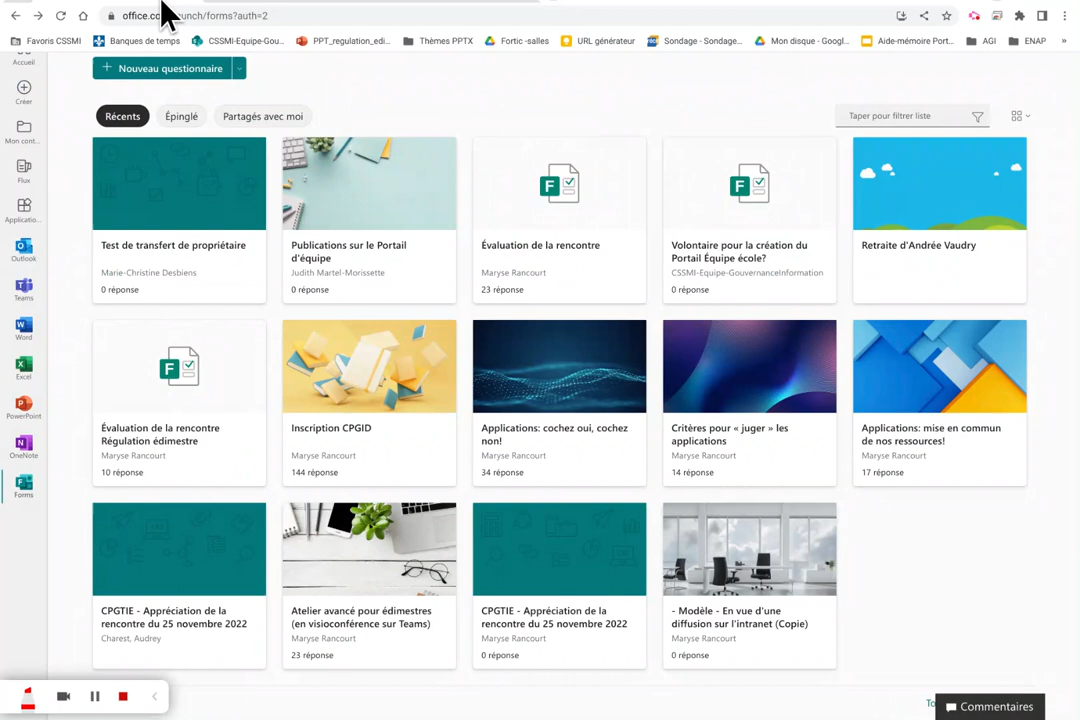 office.co unch/forms?auth=2
Favoris CSSMI
Banques de temps
CSSMI-Equipe-Gou...
PPT_regulation_edi...
Thèmes PPTX
Fortic -salles
URL générateur
Sondage - Sondage...
Mon disque - Googl...
Aide-mémoire Port...
AGI
ENAP
»
Accueil
Créer
Mon cont...
Flux
Applicatio...
Outlook
Teams
Word
Excel
PowerPoint
OneNote
Forms
+ Nouveau questionnaire
Récents
Épinglé
Partagés avec moi
Taper pour filtrer liste
Test de transfert de propriétaire
Marie-Christine Desbiens
0 réponse
Publications sur le Portail
d'équipe
Judith Martel-Morissette
0 réponse
Évaluation de la rencontre
Maryse Rancourt
23 réponse
Volontaire pour la création du
Portail Équipe école?
CSSMI-Equipe-GouvernanceInformation
0 réponse
Retraite d'Andrée Vaudry
Évaluation de la rencontre
Régulation édimestre
Maryse Rancourt
10 réponse
Inscription CPGID
Maryse Rancourt
144 réponse
Applications: cochez oui, cochez
non!
Maryse Rancourt
34 réponse
Critères pour « juger » les
applications
Maryse Rancourt
14 réponse
Applications: mise en commun
de nos ressources!
Maryse Rancourt
17 réponse
CPGTIE - Appréciation de la
rencontre du 25 novembre 2022
Charest, Audrey
Atelier avancé pour édimestres
(en visioconférence sur Teams)
Maryse Rancourt
23 réponse
CPGTIE - Appréciation de la
rencontre du 25 novembre 2022
Maryse Rancourt
0 réponse
- Modèle - En vue d'une
diffusion sur l'intranet (Copie)
Maryse Rancourt
0 réponse
Commentaires